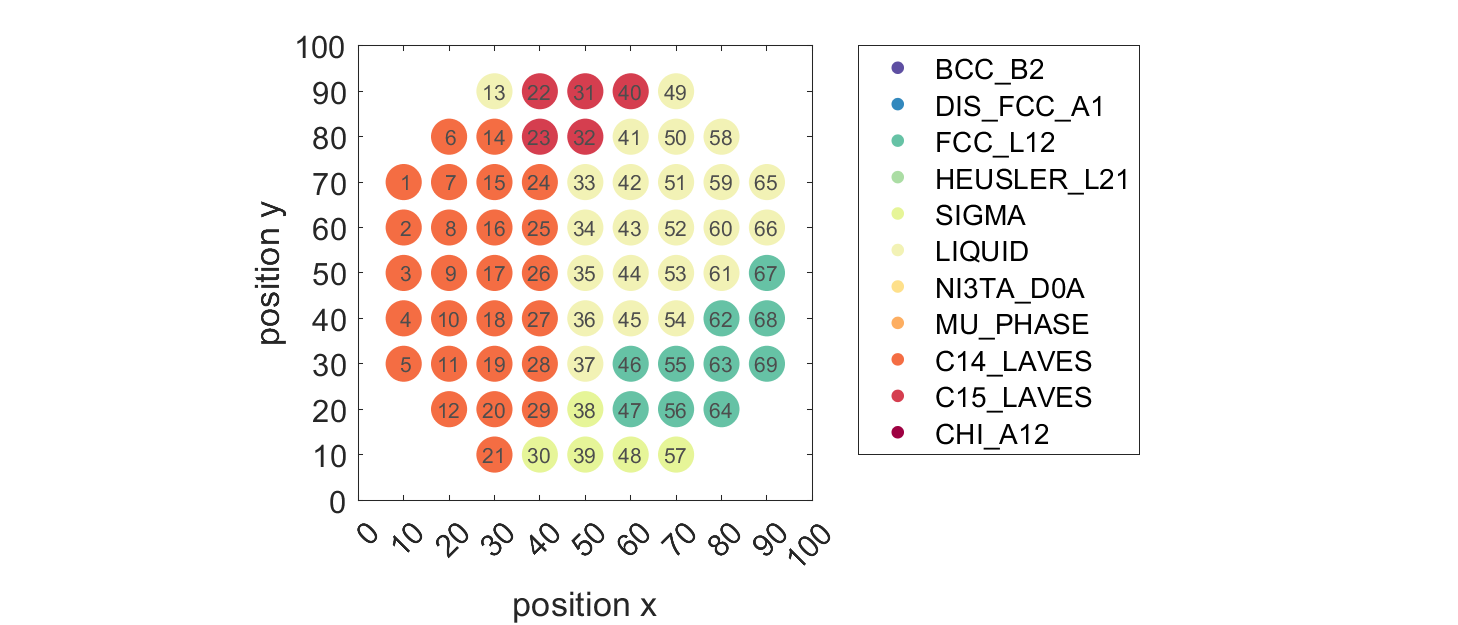 100
90
80
70
60
50
40
30
20
10
0
position y
13 22 31 40 49
6 14 23 32 41 50 58
1 7 15 24 33 42 51 59 65
2 8 16 25 34 43 52 60 66
3 9 17 26 35 44 53 61 67
4 10 18 27 36 45 54 62 68
5 11 19 28 37 46 55 63 69
12 20 29 38 47 56 64
21 30 39 48 57
0 10 20 30 40 50 60 70 80 90 100
position x
BCC_B2
DIS_FCC_A1
FCC_L12
HEUSLER_L21
SIGMA
LIQUID
NI3TA_D0A
MU_PHASE
C14_LAVES
C15_LAVES
CHI_A12